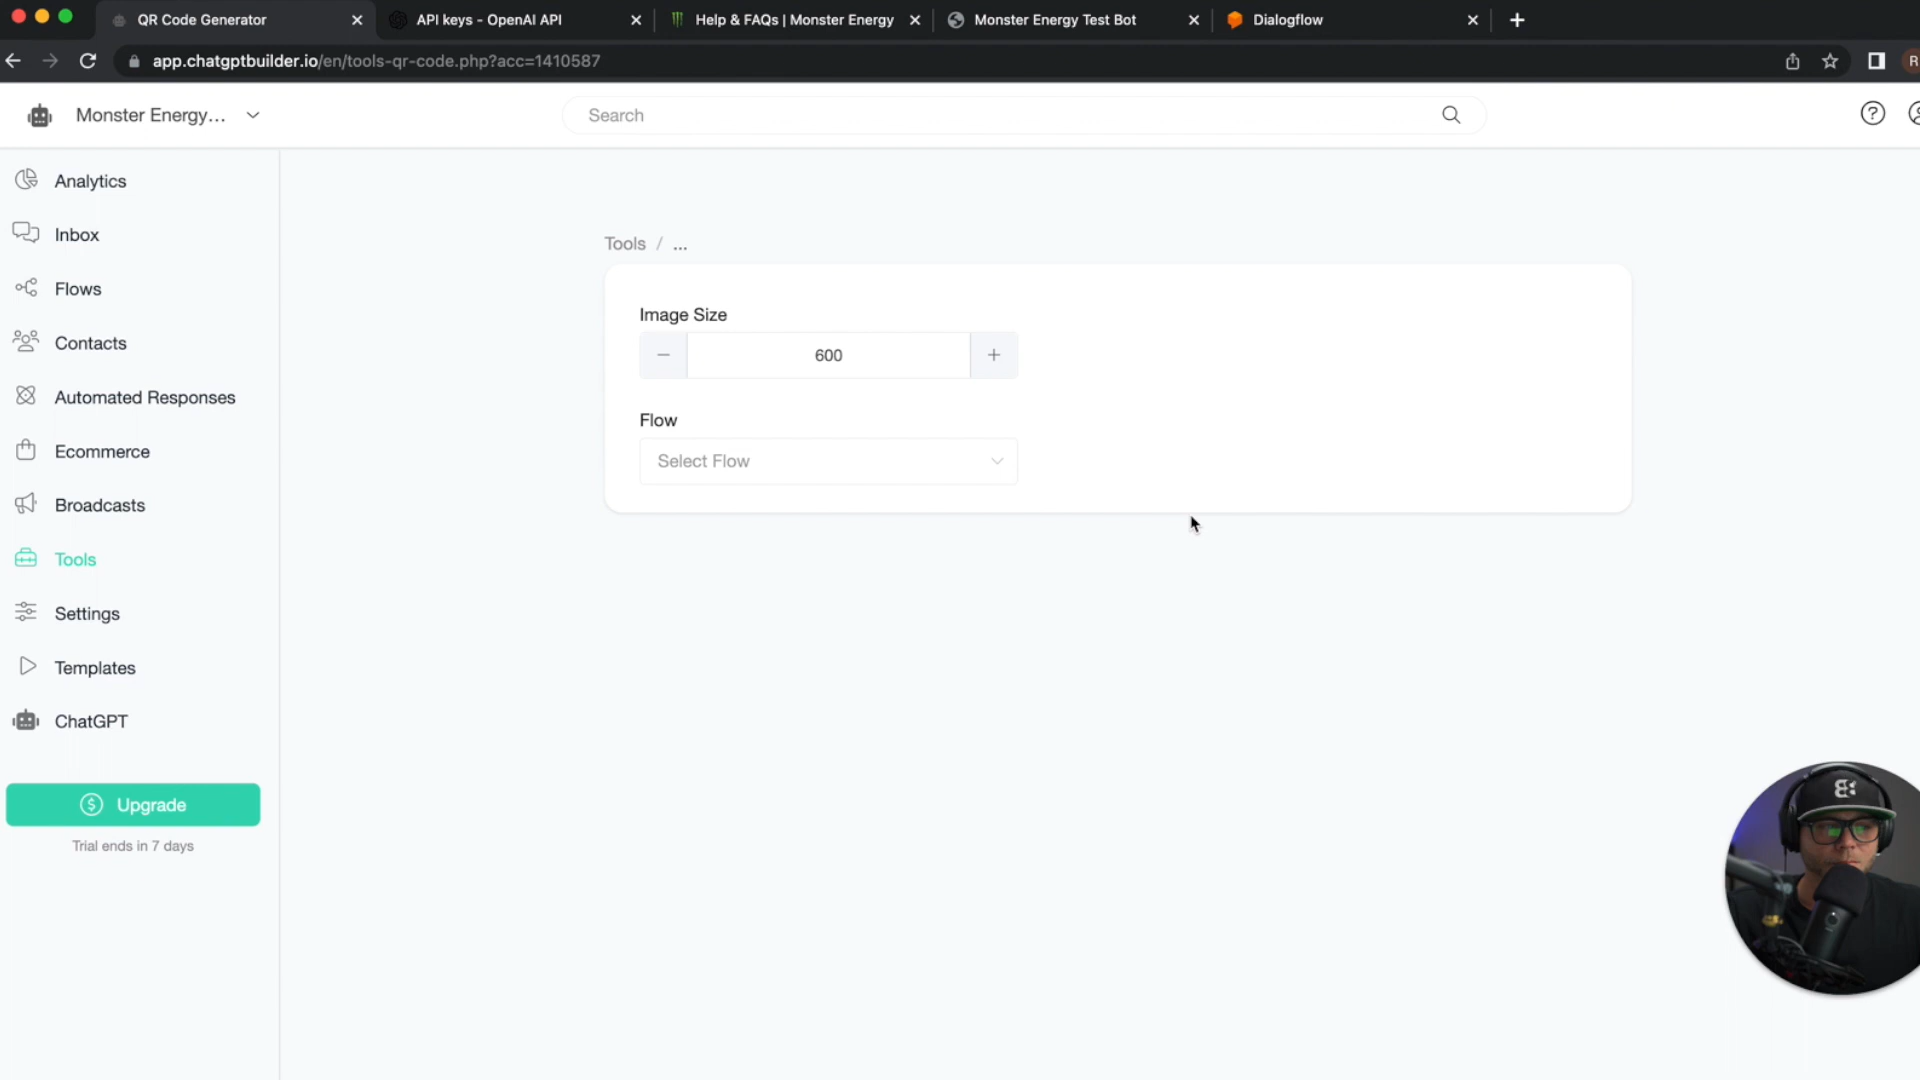 QR Code Generator
API keys - OpenAI API
Help & FAQs | Monster Energy
Monster Energy Test Bot
Dialogflow
app.chatgptbuilder.io/en/tools-qr-code.php?acc=1410587
R
Monster Energy...
Search
Analytics
Inbox
Flows
Contacts
Automated Responses
Ecommerce
Broadcasts
Tools
Settings
Templates
ChatGPT
Upgrade
Trial ends in 7 days
Tools / ...
Image Size
− 600 +
Flow
Select Flow